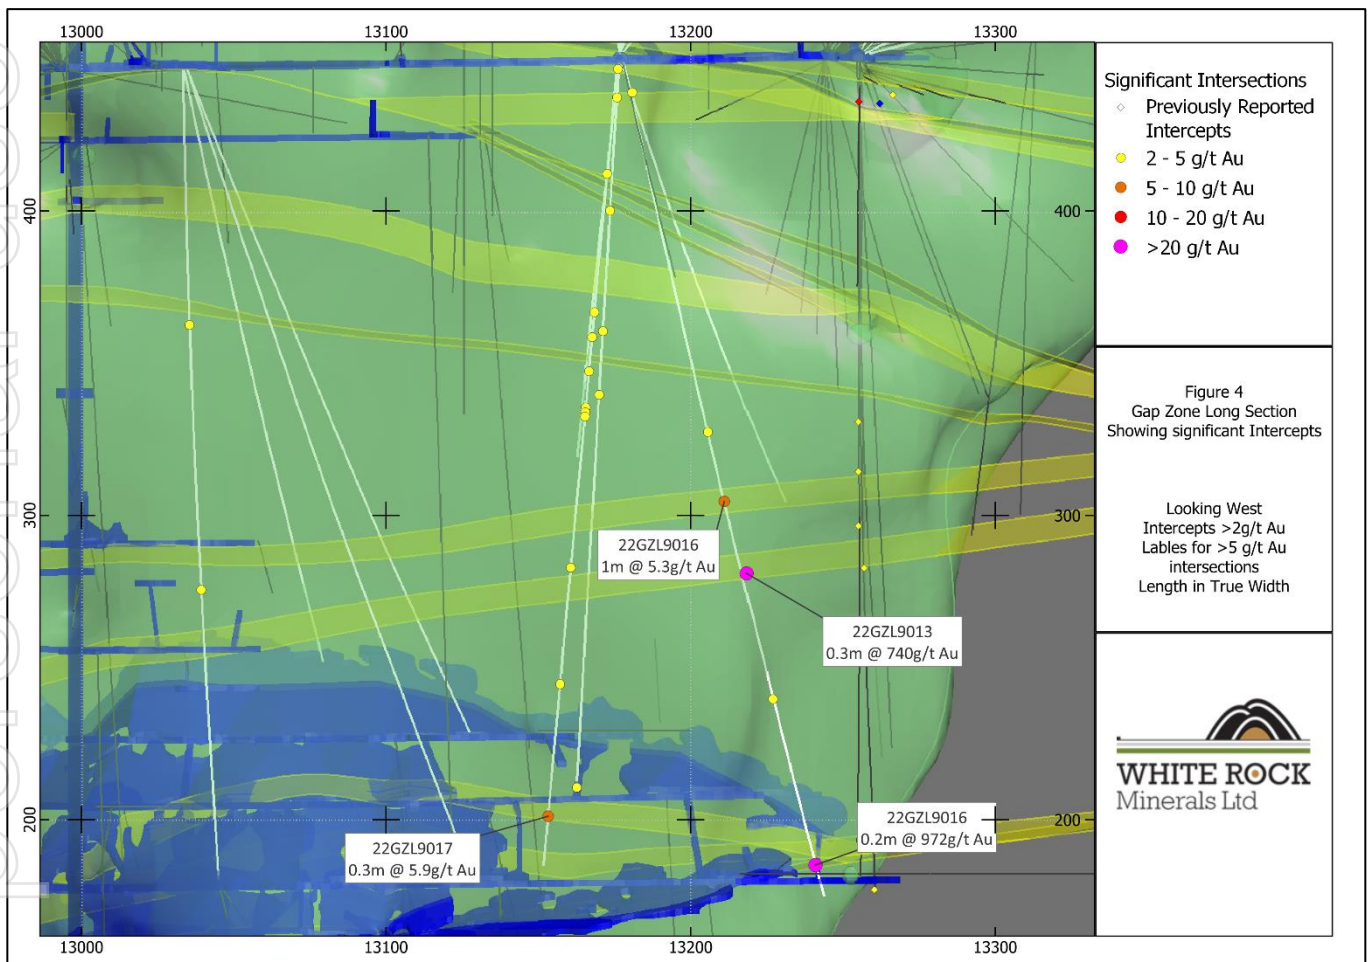 13000
13100
13200
13300
400
400
300
300
200
200
22GZL9016
1m @ 5.3g/t Au
22GZL9013
0.3m @ 740g/t Au
22GZL9016
0.2m @ 972g/t Au
22GZL9017
0.3m @ 5.9g/t Au
13000
13100
13200
13300
Significant Intersections
Previously Reported
Intercepts
2 - 5 g/t Au
5 - 10 g/t Au
10 - 20 g/t Au
>20 g/t Au
Figure 4
Gap Zone Long Section
Showing significant Intercepts
Looking West
Intercepts >2g/t Au
Lables for >5 g/t Au
intersections
Length in True Width
WHITE ROCK
Minerals Ltd